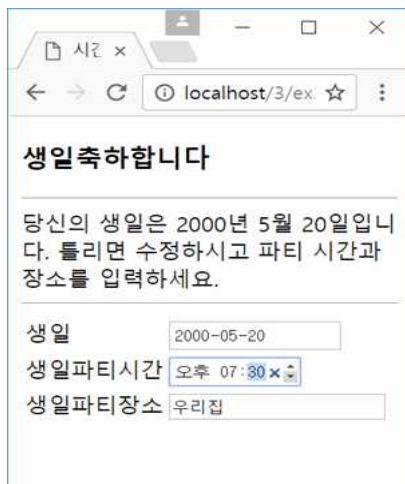 시간
localhost/3/ex
생일축하합니다
당신의 생일은 2000년 5월 20일입니
다. 틀리면 수정하시고 파티 시간과
장소를 입력하세요.
생일 2000-05-20
생일파티시간 오후 07:30
생일파티장소 우리집